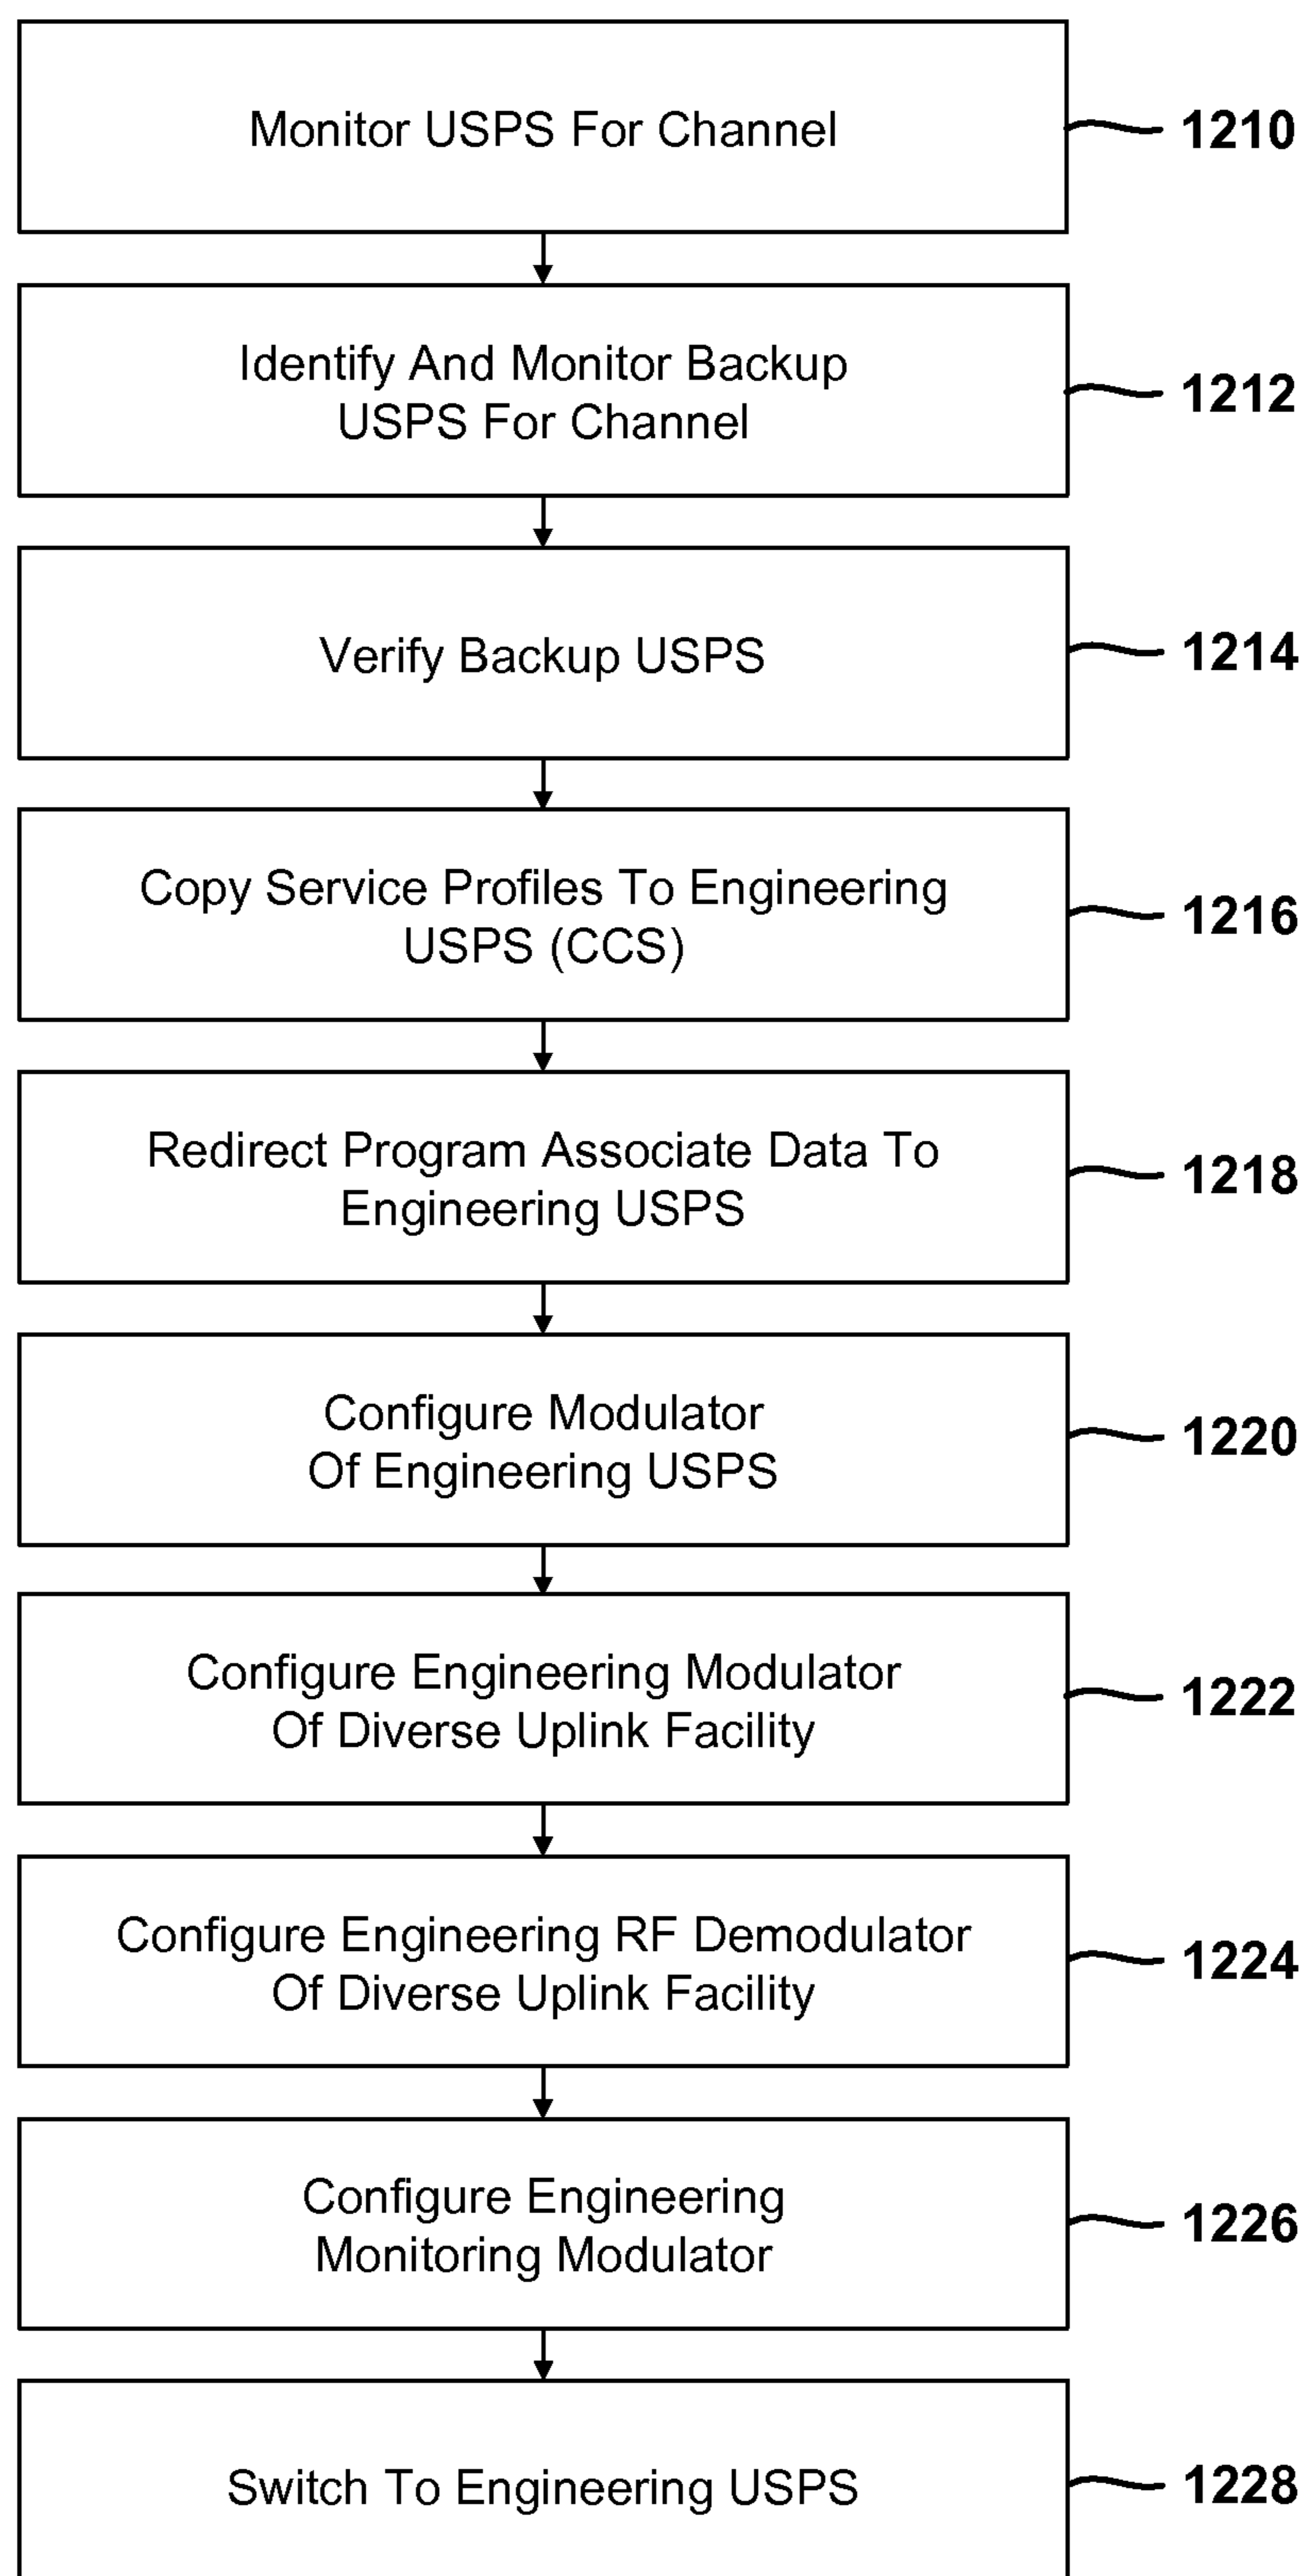 Monitor USPS For Channel
1210
Identify And Monitor Backup
USPS For Channel
1212
Verify Backup USPS
1214
Copy Service Profiles To Engineering
USPS (CCS)
1216
Redirect Program Associate Data To
Engineering USPS
1218
Configure Modulator
Of Engineering USPS
1220
Configure Engineering Modulator
Of Diverse Uplink Facility
1222
Configure Engineering RF Demodulator
Of Diverse Uplink Facility
1224
Configure Engineering
Monitoring Modulator
1226
Switch To Engineering USPS
1228